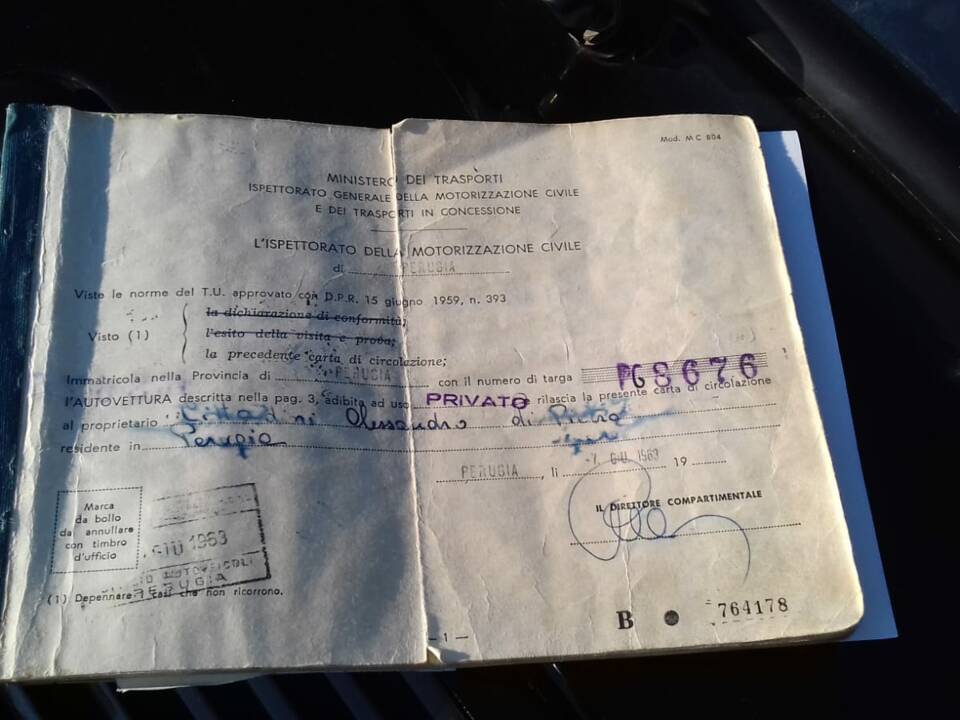 Mod. MC 804
MINISTERO DEI TRASPORTI
ISPETTORATO GENERALE DELLA MOTORIZZAZIONE CIVILE
E DEI TRASPORTI IN CONCESSIONE
L'ISPETTORATO DELLA MOTORIZZAZIONE CIVILE
di PERUGIA
Viste le norme del T.U. approvato con D.P.R. 15 giugno 1959, n. 393
la dichiarazione di conformità;
Visto (1) l'esito della visita e prova;
la precedente carta di circolazione;
Immatricola nella Provincia di PERUGIA con il numero di targa PG 8676
l'AUTOVETTURA descritta nella pag. 3, adibita ad uso PRIVATO rilascia la presente carta di circolazione
al proprietario Cittadini Alessandro di
residente in Perugia
PERUGIA, li -7 GIU. 1963 19
IL DIRETTORE COMPARTIMENTALE
Marca
da bollo
da annullare
con timbro
d'ufficio
GIU 1963
MOTOVEICOLI
PERUGIA
(1) Depennare i casi che non ricorrono.
B 764178
— 1 —